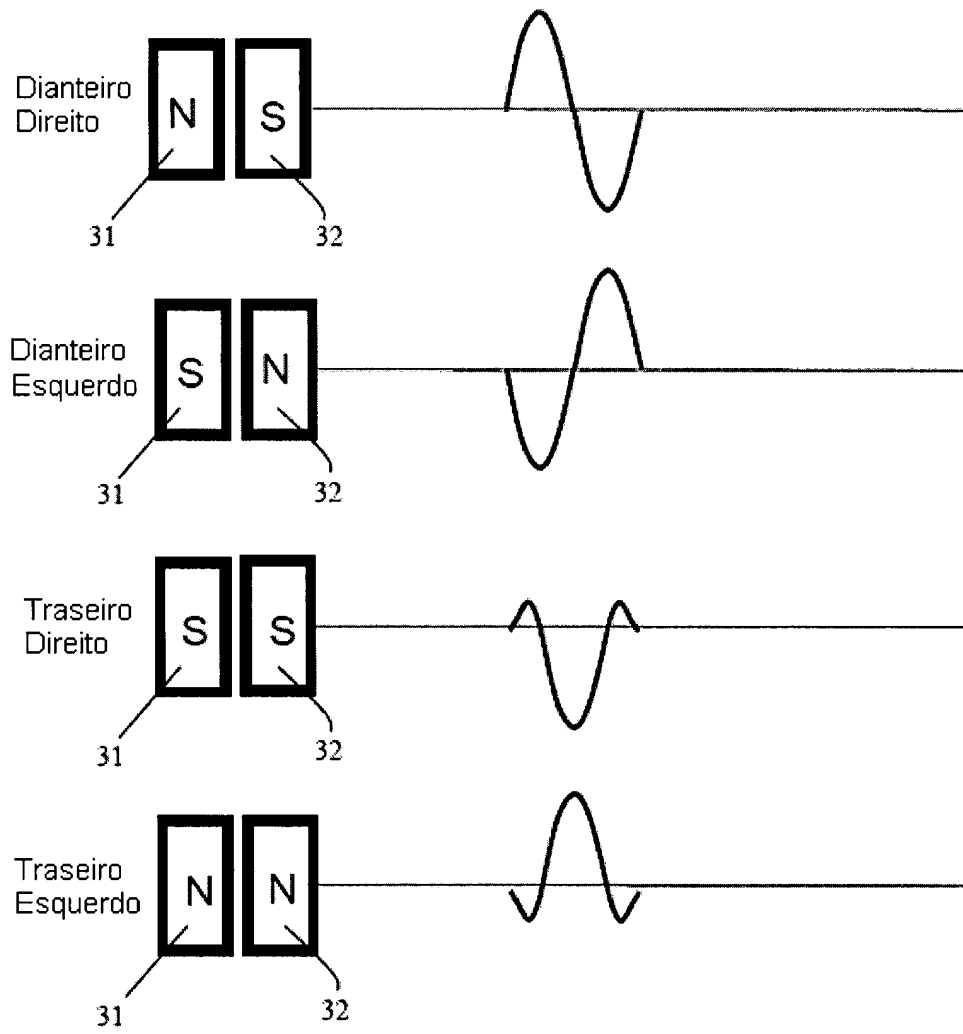 Dianteiro
Direito
N S
31 32
Dianteiro
Esquerdo
S N
31 32
Traseiro
Direito
S S
31 32
Traseiro
Esquerdo
N N
31 32